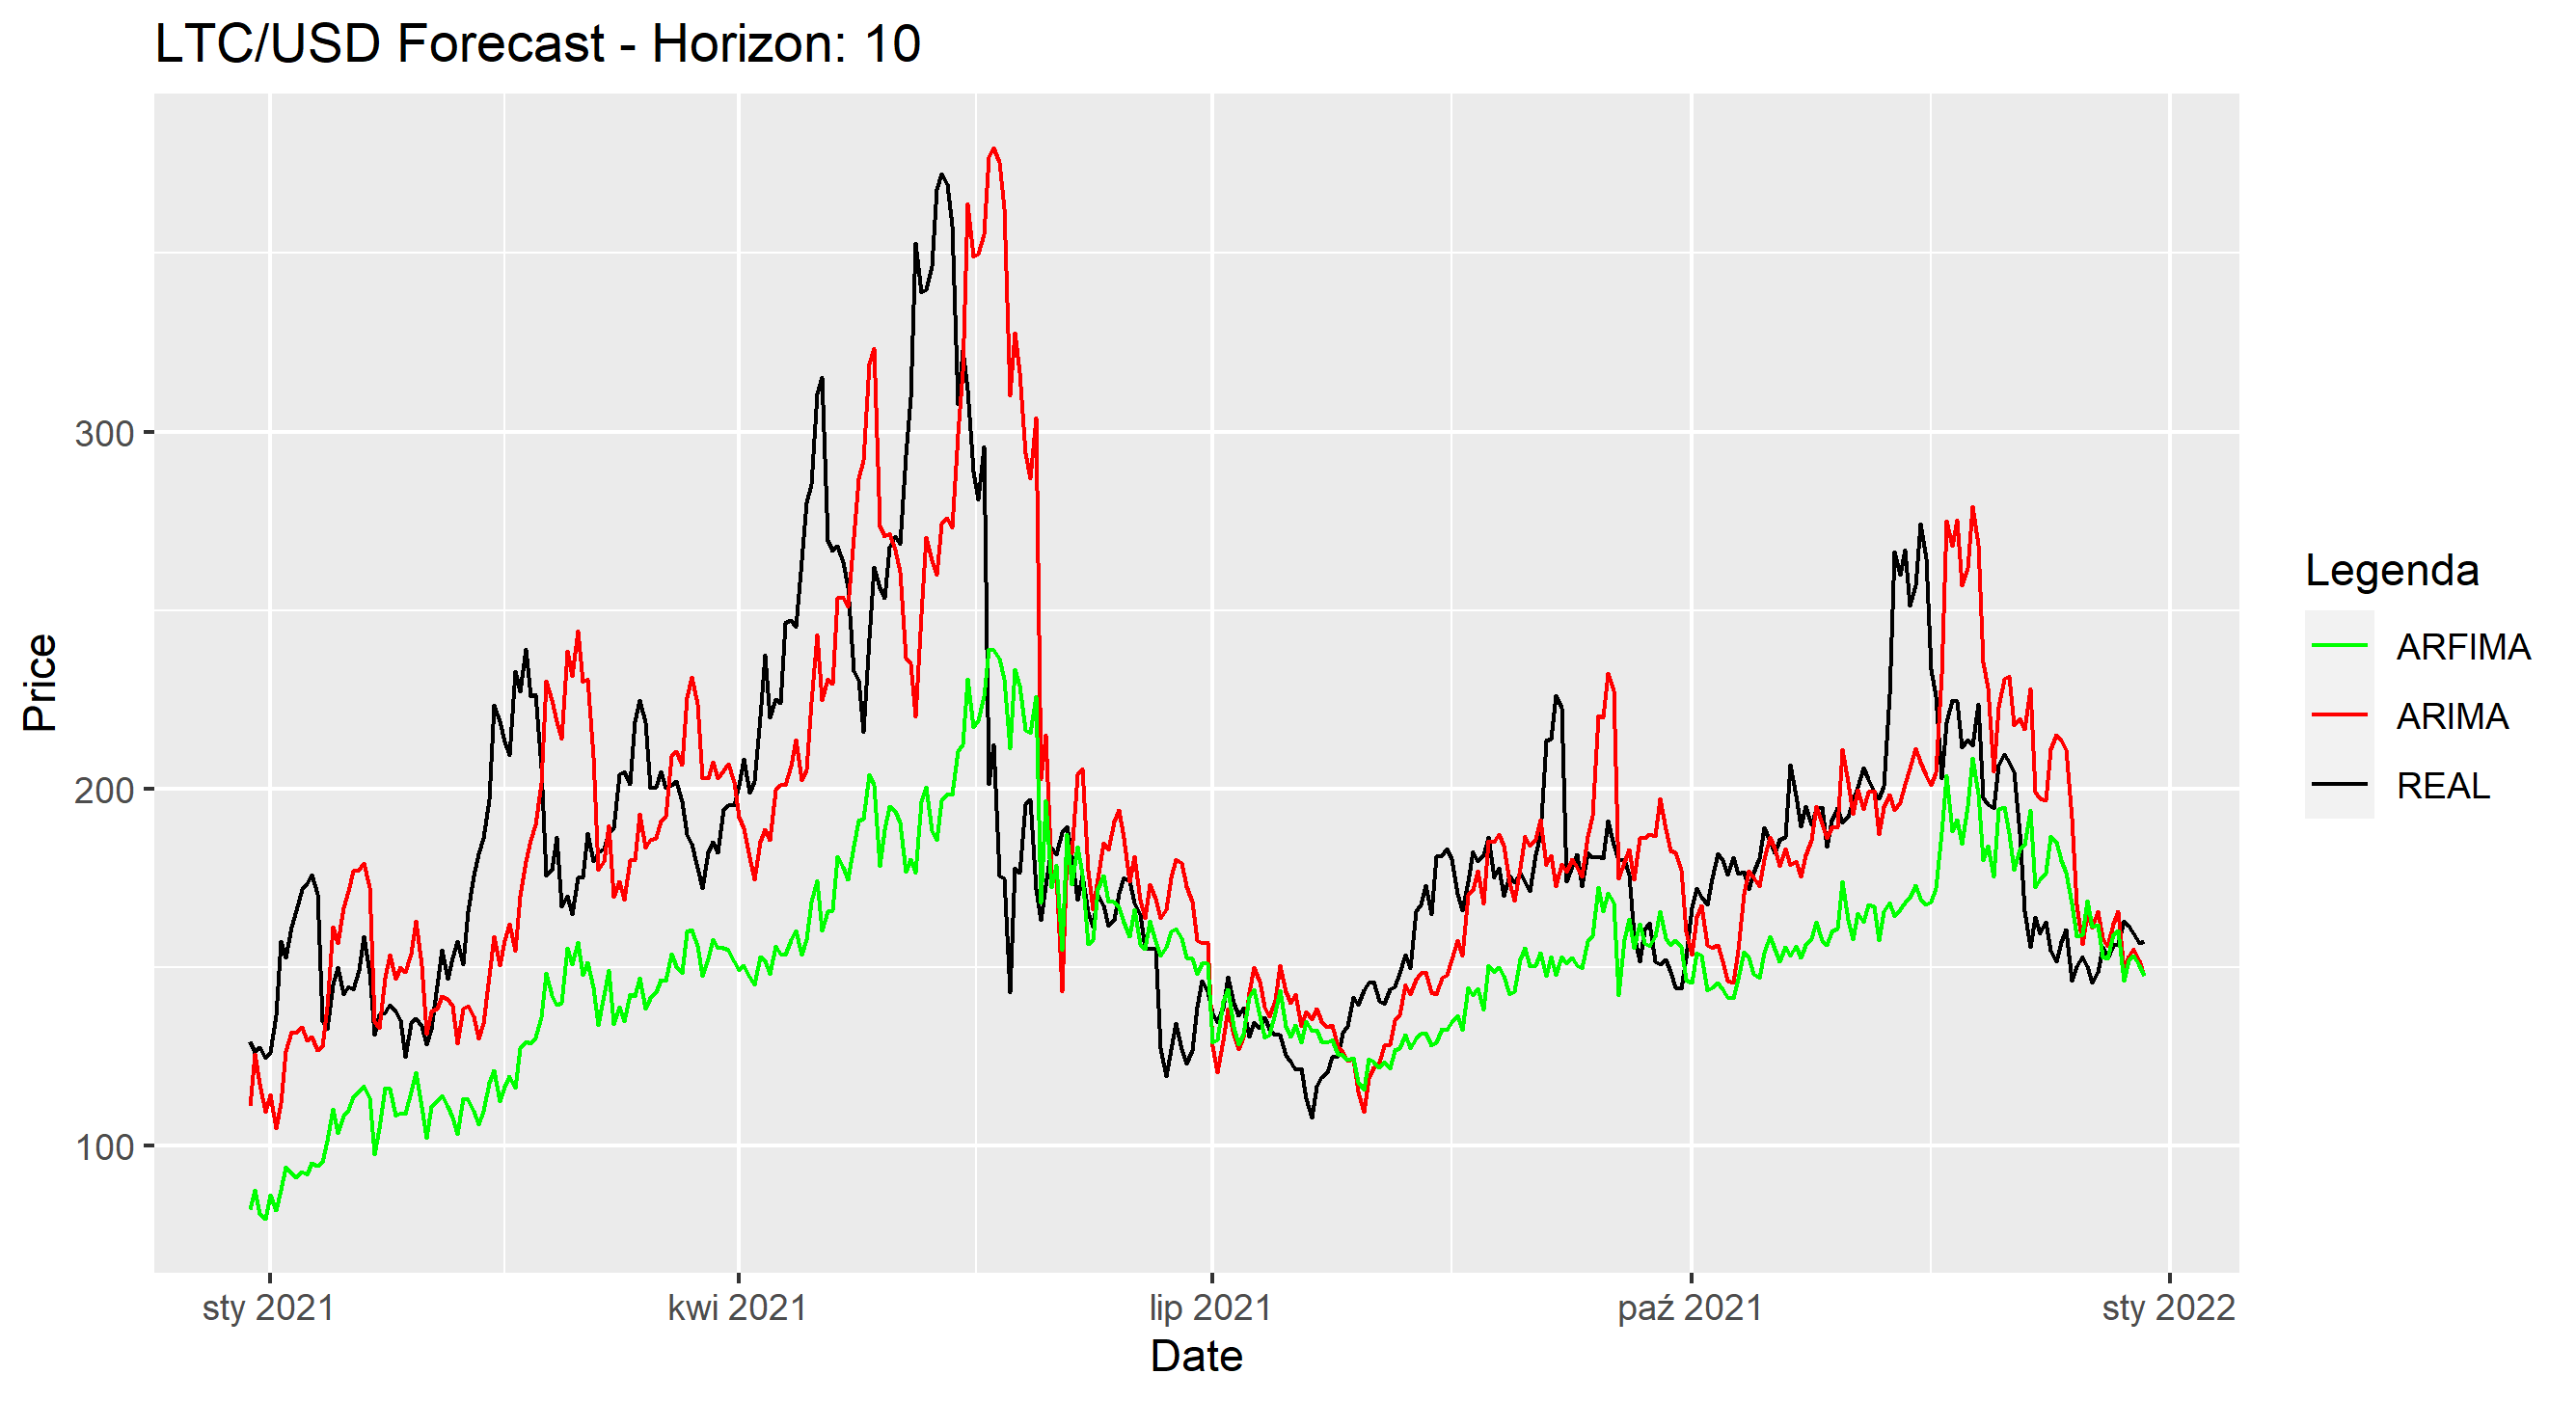 LTC/USD Forecast - Horizon: 10
Price
300
200
100
sty 2021
kwi 2021
lip 2021
paź 2021
sty 2022
Date
Legenda
ARFIMA
ARIMA
REAL